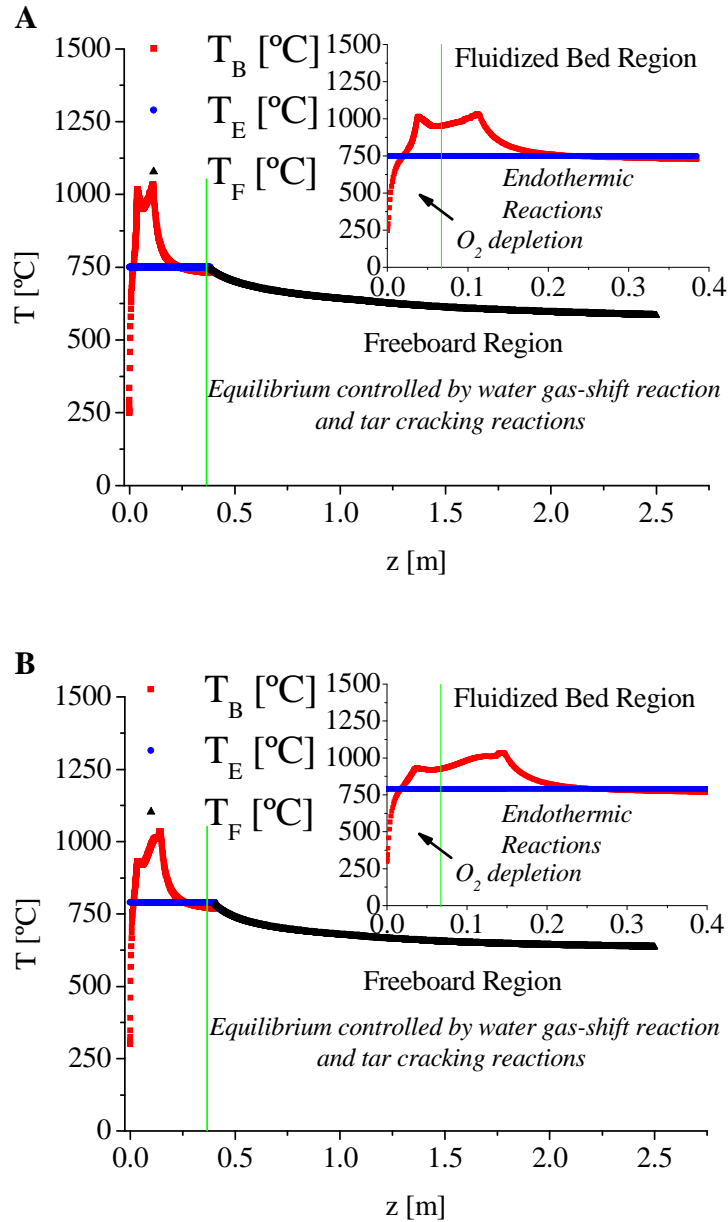 A
T_B [ºC]
T_E [ºC]
T_F [ºC]
1500
1250
1000
750
500
250
0
T [ºC]
0.0 0.5 1.0 1.5 2.0 2.5
z [m]
Freeboard Region
Equilibrium controlled by water gas-shift reaction
and tar cracking reactions
1500
1250
1000
750
500
250
0
0.0 0.1 0.2 0.3 0.4
Fluidized Bed Region
Endothermic
Reactions
O2 depletion
B
T_B [ºC]
T_E [ºC]
T_F [ºC]
1500
1250
1000
750
500
250
0
T [ºC]
0.0 0.5 1.0 1.5 2.0 2.5
z [m]
Freeboard Region
Equilibrium controlled by water gas-shift reaction
and tar cracking reactions
1500
1250
1000
750
500
250
0
0.0 0.1 0.2 0.3 0.4
Fluidized Bed Region
Endothermic
Reactions
O2 depletion